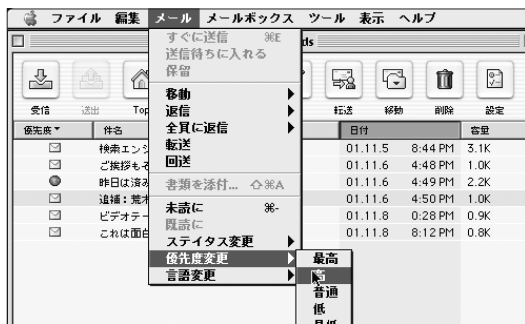 ファイル 編集 メール メールボックス ツール 表示 ヘルプ
すぐに送信 ⌘E
送信待ちに入れる
保留
移動
返信
全員に返信
転送
回送
書類を添付... ⇧⌘A
未読に ⌘-
既読に
ステイタス変更
優先度変更
言語変更
最高
高
普通
低
ds
受信 送出 Top 転送 移動 削除 設定
優先度 件名 日付 容量
検索エンジ 01.11.5 8:44 PM 3.1K
ご挨拶もそ 01.11.6 4:48 PM 1.0K
昨日は済み 01.11.6 4:49 PM 2.2K
追補：荒木 01.11.6 4:50 PM 1.0K
ビデオテー 01.11.8 0:28 PM 0.9K
これは面白 01.11.8 8:12 PM 0.8K